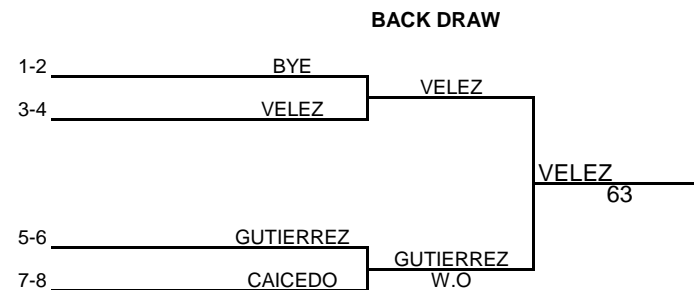 BACK DRAW
1-2 BYE
VELEZ
3-4 VELEZ
VELEZ
63
5-6 GUTIERREZ
GUTIERREZ
W.O
7-8 CAICEDO